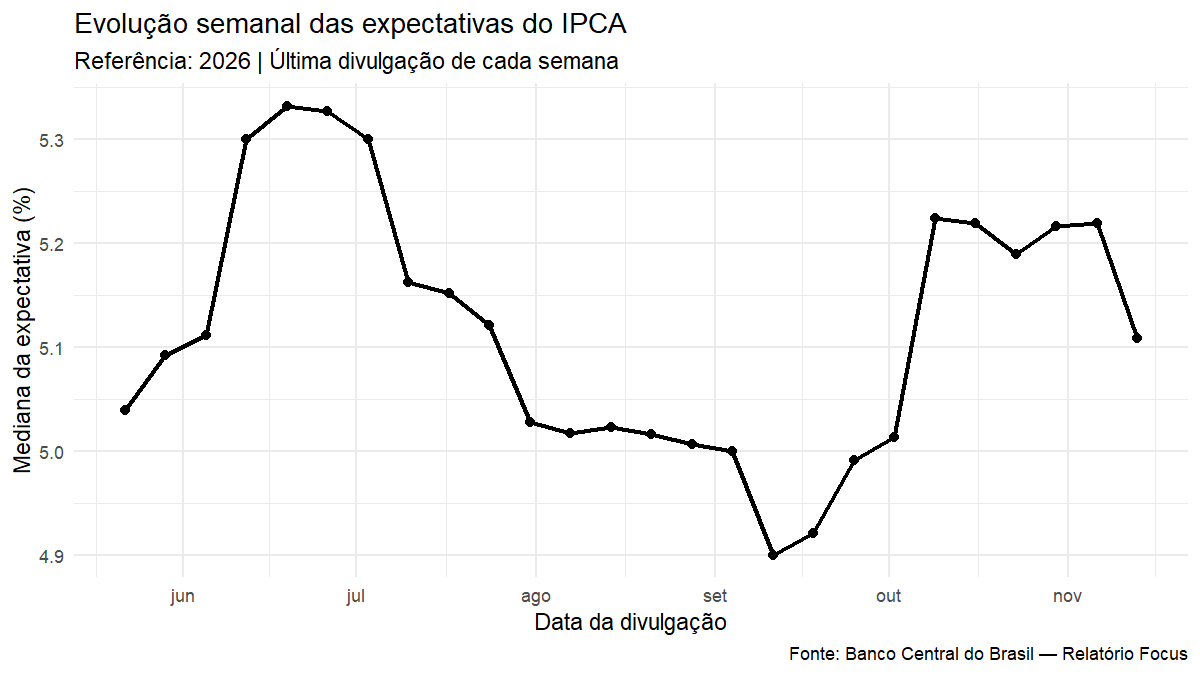 Evolução semanal das expectativas do IPCA
Referência: 2026 | Última divulgação de cada semana
Mediana da expectativa (%)
5.3
5.2
5.1
5.0
4.9
jun jul ago set out nov
Data da divulgação
Fonte: Banco Central do Brasil — Relatório Focus